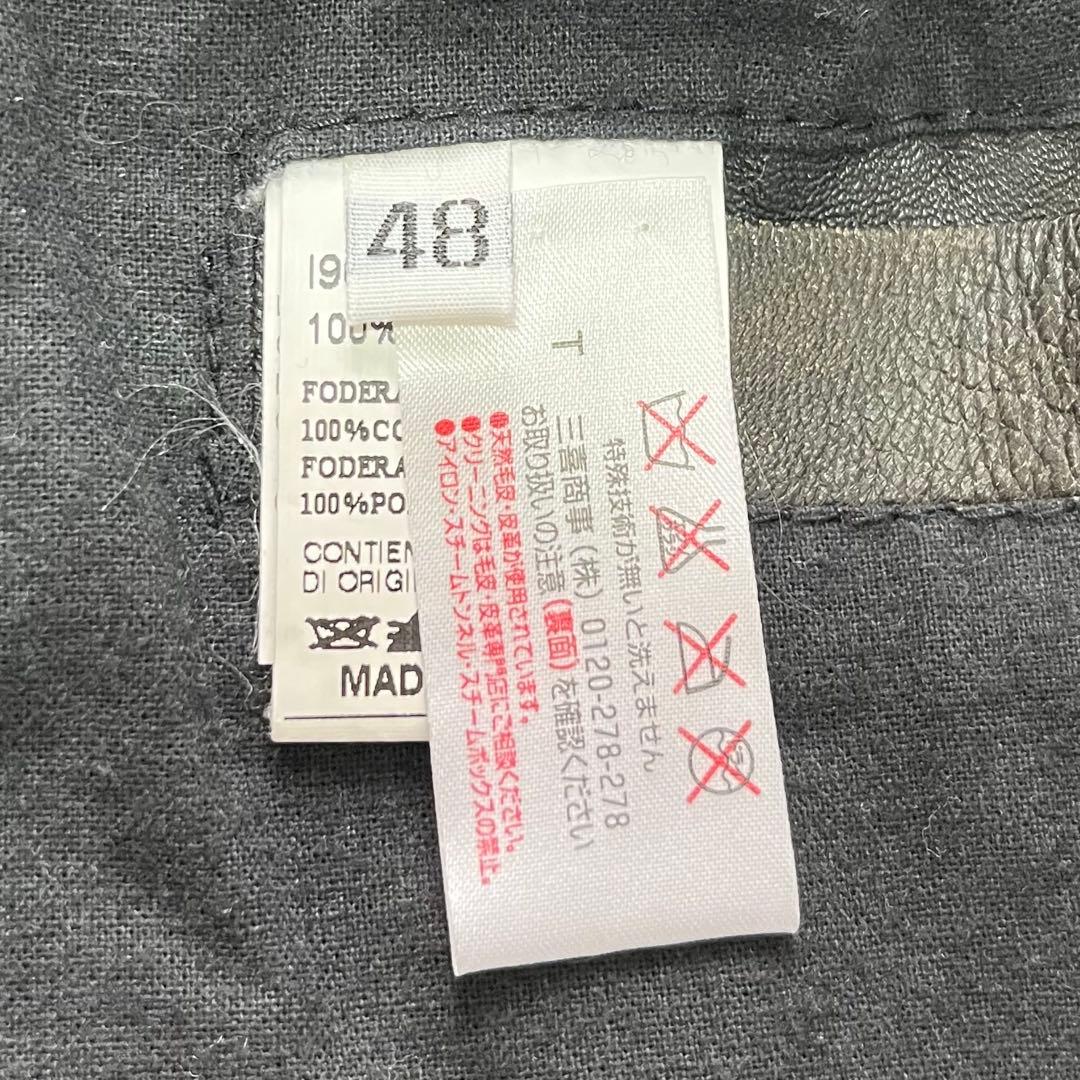 48
190
100%
FODERA
100%CO
FODERA
100%PO
CONTIEN
DI ORIGI
MAD
T
特殊技術が無いと洗えません
三喜商事(株) 0120-278-278
お取り扱いの注意(裏面)を確認ください
●天然毛皮・皮革が使用されています。
●クリーニングは毛皮・皮革専門店にご相談ください。
●アイロン・スチームトンネル・スチームボックスの禁止。